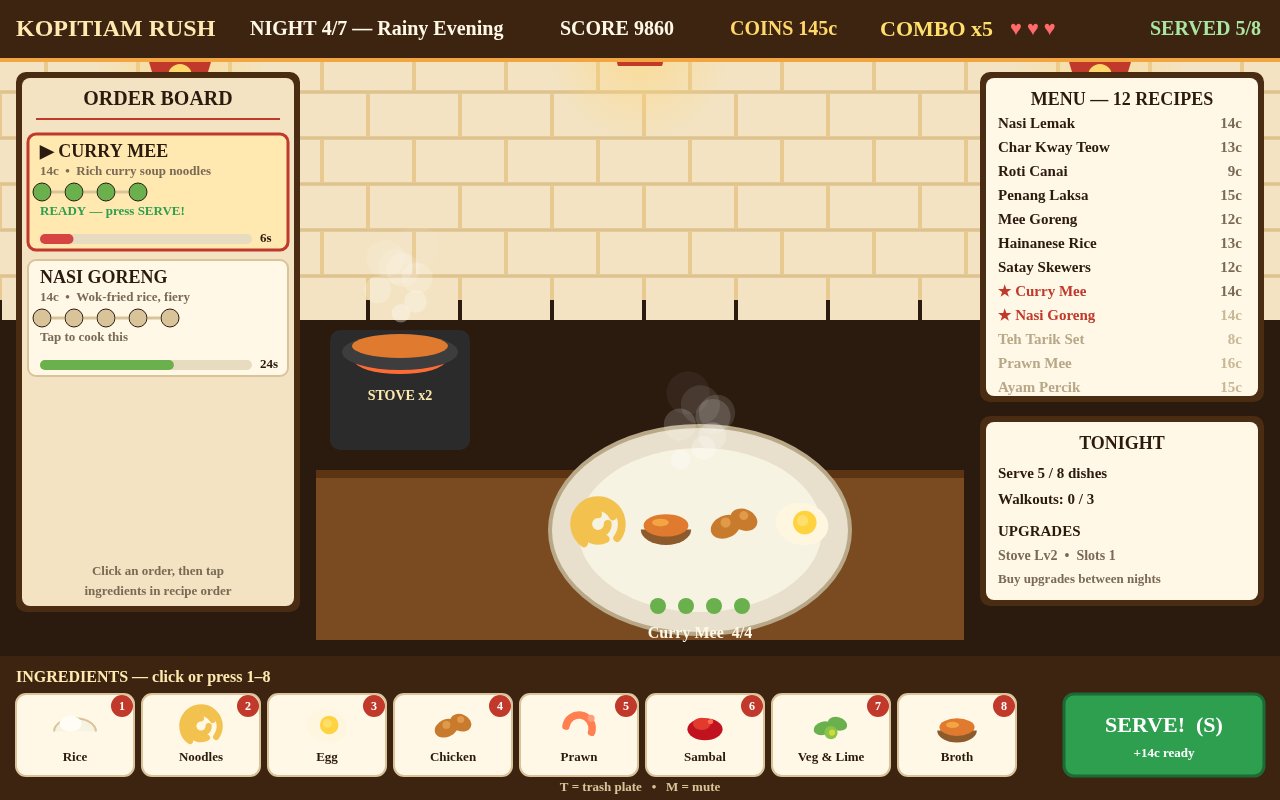 KOPITIAM RUSH
NIGHT 4/7 — Rainy Evening
SCORE 9860
COINS 145c
COMBO x5 ♥ ♥ ♥
SERVED 5/8
ORDER BOARD
▶ CURRY MEE
14c • Rich curry soup noodles
READY — press SERVE!
6s
NASI GORENG
14c • Wok-fried rice, fiery
Tap to cook this
24s
Click an order, then tap
ingredients in recipe order
STOVE x2
Curry Mee 4/4
MENU — 12 RECIPES
Nasi Lemak 14c
Char Kway Teow 13c
Roti Canai 9c
Penang Laksa 15c
Mee Goreng 12c
Hainanese Rice 13c
Satay Skewers 12c
★ Curry Mee 14c
★ Nasi Goreng 14c
Teh Tarik Set 8c
Prawn Mee 16c
Ayam Percik 15c
TONIGHT
Serve 5 / 8 dishes
Walkouts: 0 / 3
UPGRADES
Stove Lv2 • Slots 1
Buy upgrades between nights
INGREDIENTS — click or press 1–8
1 Rice
2 Noodles
3 Egg
4 Chicken
5 Prawn
6 Sambal
7 Veg & Lime
8 Broth
SERVE! (S)
+14c ready
T = trash plate • M = mute